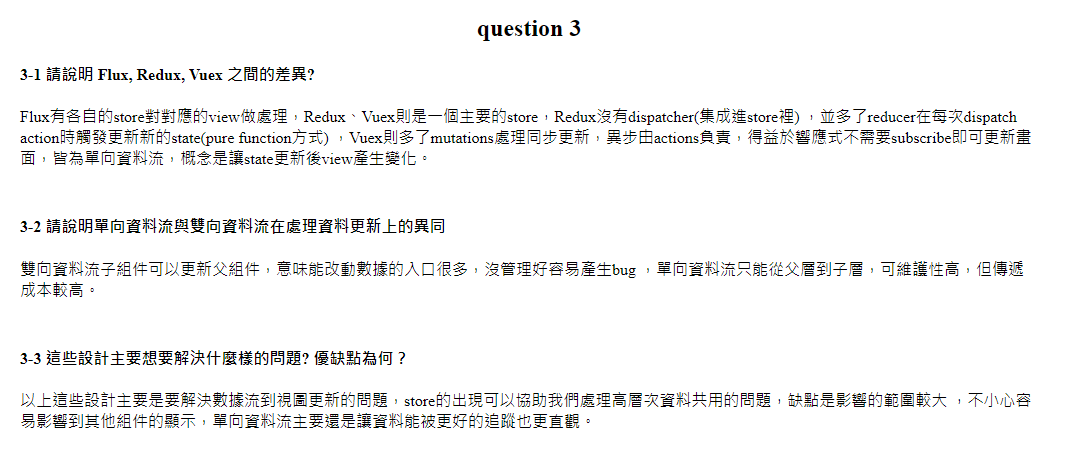 question 3
3-1 請說明 Flux, Redux, Vuex 之間的差異?
Flux有各自的store對對應的view做處理，Redux、Vuex則是一個主要的store，Redux沒有dispatcher(集成進store裡) ，並多了reducer在每次dispatch
action時觸發更新新的state(pure function方式) ，Vuex則多了mutations處理同步更新，異步由actions負責，得益於響應式不需要subscribe即可更新畫
面，皆為單向資料流，概念是讓state更新後view產生變化。
3-2 請說明單向資料流與雙向資料流在處理資料更新上的異同
雙向資料流子組件可以更新父組件，意味能改動數據的入口很多，沒管理好容易產生bug ，單向資料流只能從父層到子層，可維護性高，但傳遞
成本較高。
3-3 這些設計主要想要解決什麼樣的問題? 優缺點為何？
以上這些設計主要是要解決數據流到視圖更新的問題，store的出現可以協助我們處理高層次資料共用的問題，缺點是影響的範圍較大 ，不小心容
易影響到其他組件的顯示，單向資料流主要還是讓資料能被更好的追蹤也更直觀。